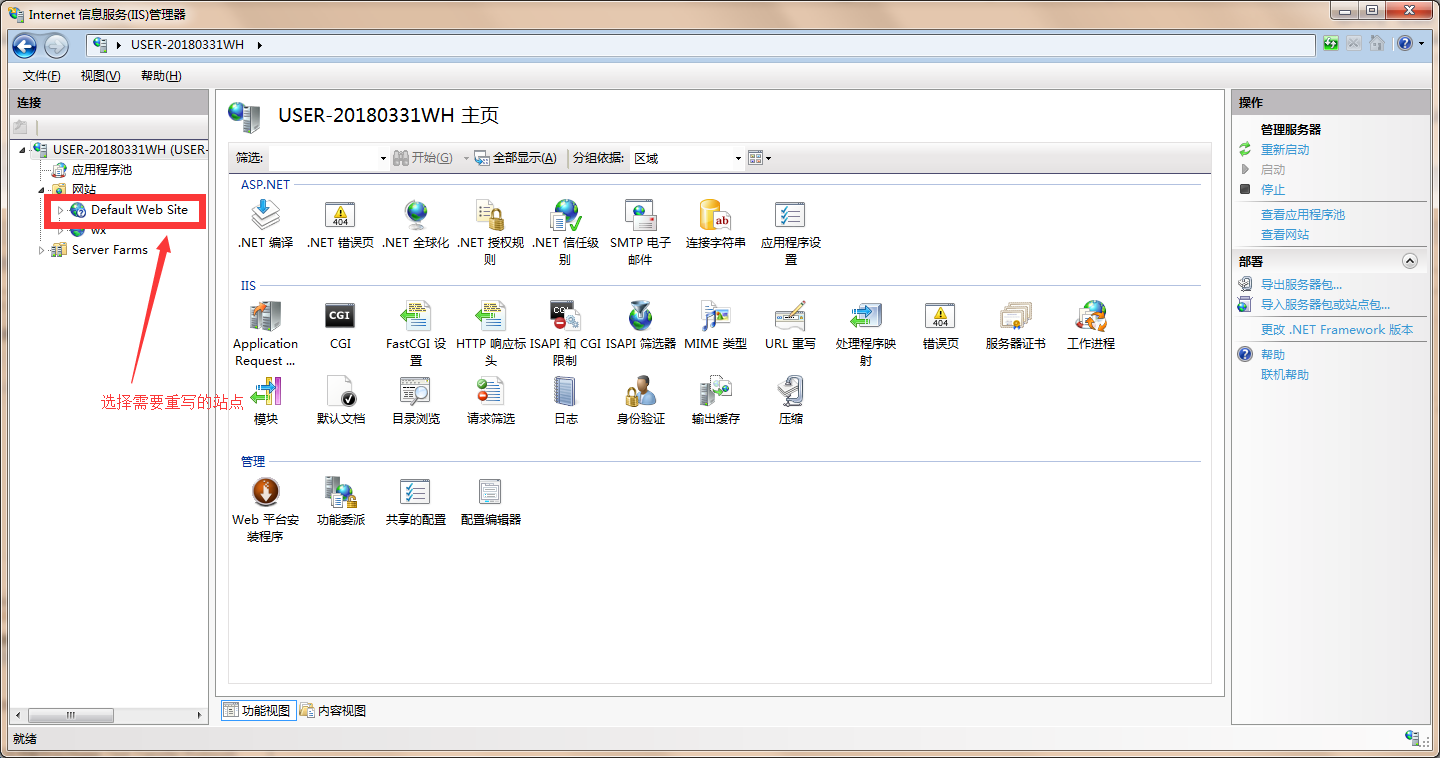 Internet 信息服务(IIS)管理器
USER-20180331WH
文件(F) 视图(V) 帮助(H)
连接
USER-20180331WH (USER-
应用程序池
网站
Default Web Site
wx
Server Farms
选择需要重写的站点
USER-20180331WH 主页
筛选: 开始(G) 全部显示(A) 分组依据: 区域
ASP.NET
.NET 编译
.NET 错误页
.NET 全球化
.NET 授权规
则
.NET 信任级
别
SMTP 电子
邮件
连接字符串
应用程序设
置
IIS
Application
Request ...
CGI
FastCGI 设
置
HTTP 响应标
头
ISAPI 和 CGI
限制
ISAPI 筛选器
MIME 类型
URL 重写
处理程序映
射
错误页
服务器证书
工作进程
模块
默认文档
目录浏览
请求筛选
日志
身份验证
输出缓存
压缩
管理
Web 平台安
装程序
功能委派
共享的配置
配置编辑器
功能视图 内容视图
操作
管理服务器
重新启动
启动
停止
查看应用程序池
查看网站
部署
导出服务器包...
导入服务器包或站点包...
更改 .NET Framework 版本
帮助
联机帮助
就绪